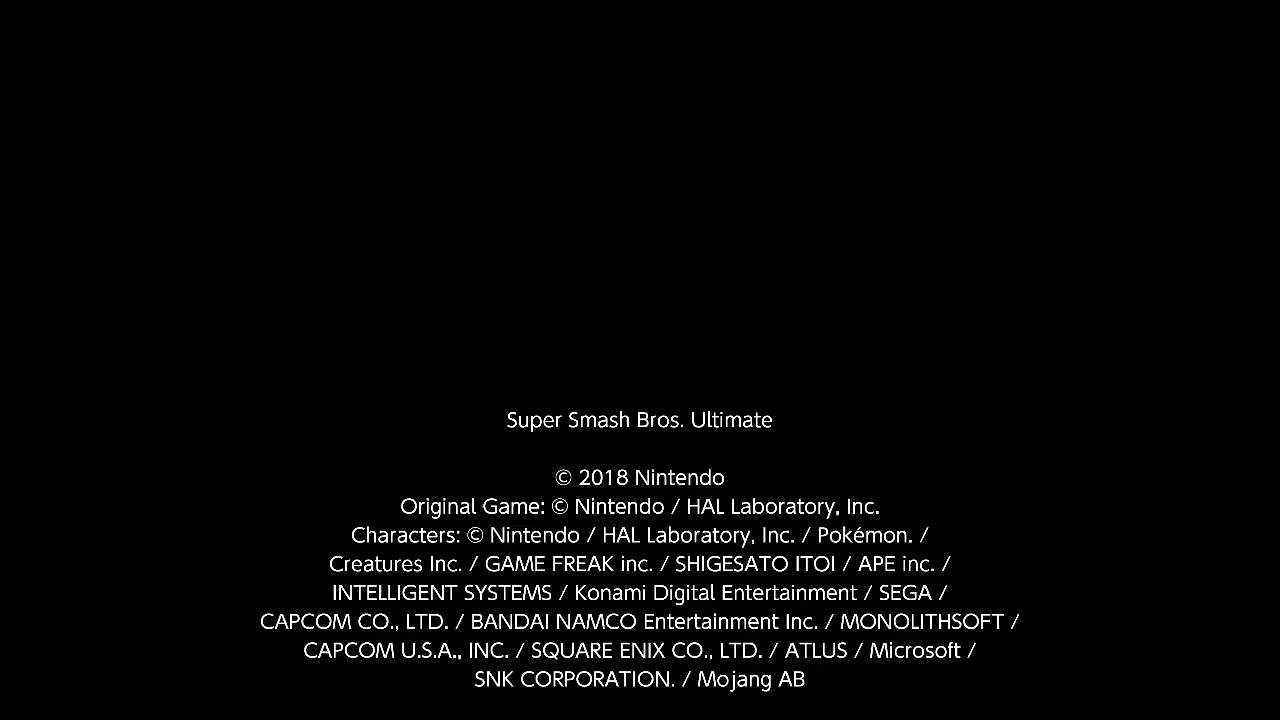 Super Smash Bros. Ultimate
© 2018 Nintendo
Original Game: © Nintendo / HAL Laboratory, Inc.
Characters: © Nintendo / HAL Laboratory, Inc. / Pokémon. /
Creatures Inc. / GAME FREAK inc. / SHIGESATO ITOI / APE inc. /
INTELLIGENT SYSTEMS / Konami Digital Entertainment / SEGA /
CAPCOM CO., LTD. / BANDAI NAMCO Entertainment Inc. / MONOLITHSOFT /
CAPCOM U.S.A., INC. / SQUARE ENIX CO., LTD. / ATLUS / Microsoft /
SNK CORPORATION. / Mojang AB